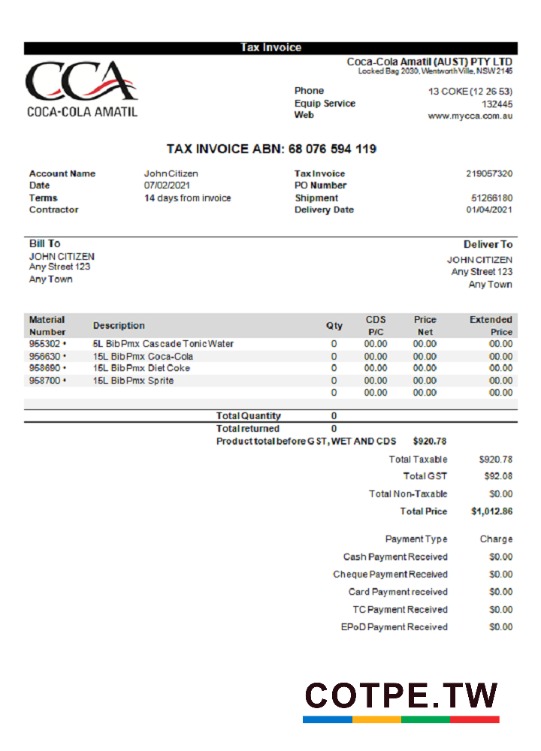 Tax Invoice
Coca-Cola Amatil (AUST) PTY LTD
Locked Bag 2030, Wentworth Ville, NSW 2145
CCA
COCA-COLA AMATIL
Phone 13 COKE (12 26 53)
Equip Service 132445
Web www.mycca.com.au
TAX INVOICE ABN: 68 076 594 119
Account Name John Citizen Tax Invoice 219057320
Date 07/02/2021 PO Number
Terms 14 days from invoice Shipment 51266180
Contractor Delivery Date 01/04/2021
Bill To Deliver To
JOHN CITIZEN JOHN CITIZEN
Any Street 123 Any Street 123
Any Town Any Town
Material Number Description Qty CDS P/C Price Net Extended Price
955302 • 5L Bib Pmx Cascade Tonic Water 0 00.00 00.00 00.00
956630 • 15L Bib Pmx Coca-Cola 0 00.00 00.00 00.00
958690 • 15L Bib Pmx Diet Coke 0 00.00 00.00 00.00
958700 • 15L Bib Pmx Sprite 0 00.00 00.00 00.00
0 00.00 00.00 00.00
Total Quantity 0
Total returned 0
Product total before GST, WET AND CDS $920.78
Total Taxable $920.78
Total GST $92.08
Total Non-Taxable $0.00
Total Price $1,012.86
Payment Type Charge
Cash Payment Received $0.00
Cheque Payment Received $0.00
Card Payment received $0.00
TC Payment Received $0.00
EPoD Payment Received $0.00
COTPE.TW